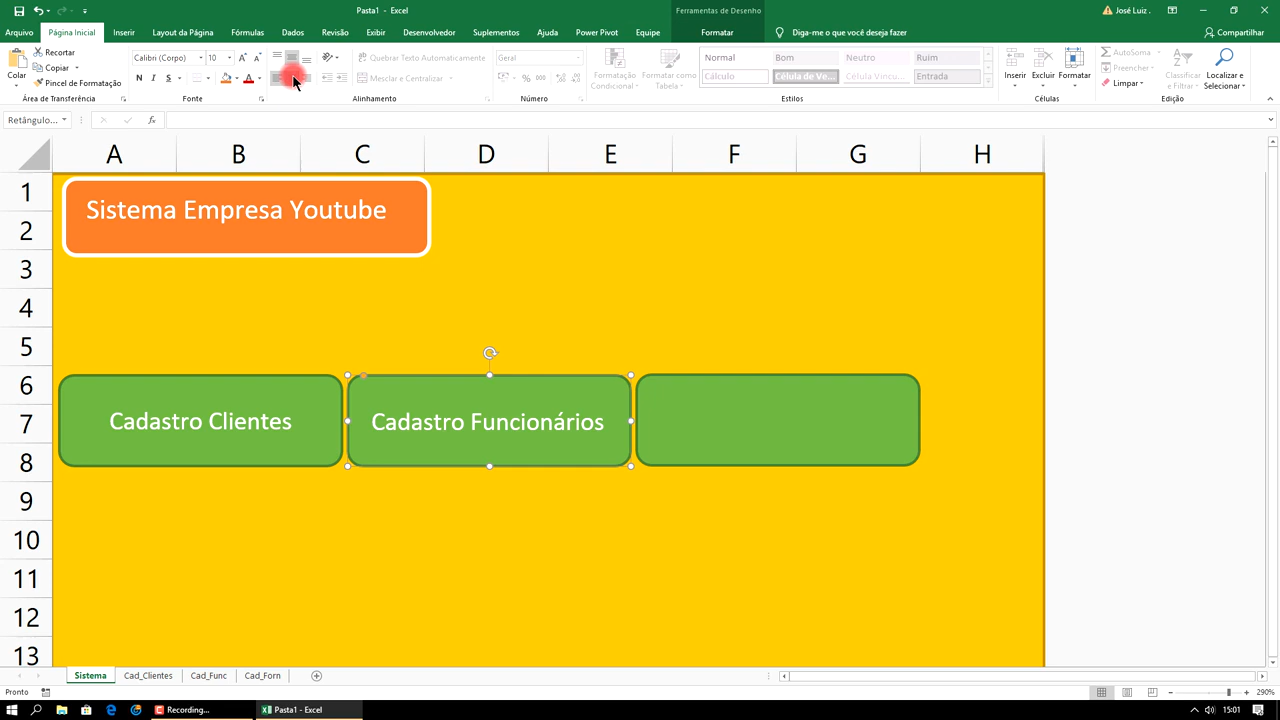 Pasta1 - Excel
Ferramentas de Desenho
José Luiz .
Arquivo
Página Inicial
Inserir
Layout da Página
Fórmulas
Dados
Revisão
Exibir
Desenvolvedor
Suplementos
Ajuda
Power Pivot
Equipe
Formatar
Diga-me o que você deseja fazer
Compartilhar
Colar
Recortar
Copiar
Pincel de Formatação
Área de Transferência
Calibri (Corpo)
10
N I S
Fonte
Quebrar Texto Automaticamente
Mesclar e Centralizar
Alinhamento
Geral
% 000
Número
Formatação Condicional
Formatar como Tabela
Normal
Bom
Neutro
Ruim
Cálculo
Célula de Ve...
Célula Vincu...
Entrada
Estilos
Inserir
Excluir
Formatar
Células
AutoSoma
Preencher
Limpar
Classificar e Filtrar
Localizar e Selecionar
Edição
Retângulo...
fx
A B C D E F G H
1
Sistema Empresa Youtube
2
3
4
5
6
7
Cadastro Clientes
Cadastro Funcionários
8
9
10
11
12
13
Sistema
Cad_Clientes
Cad_Func
Cad_Forn
Pronto
290%
Recording...
Pasta1 - Excel
15:01